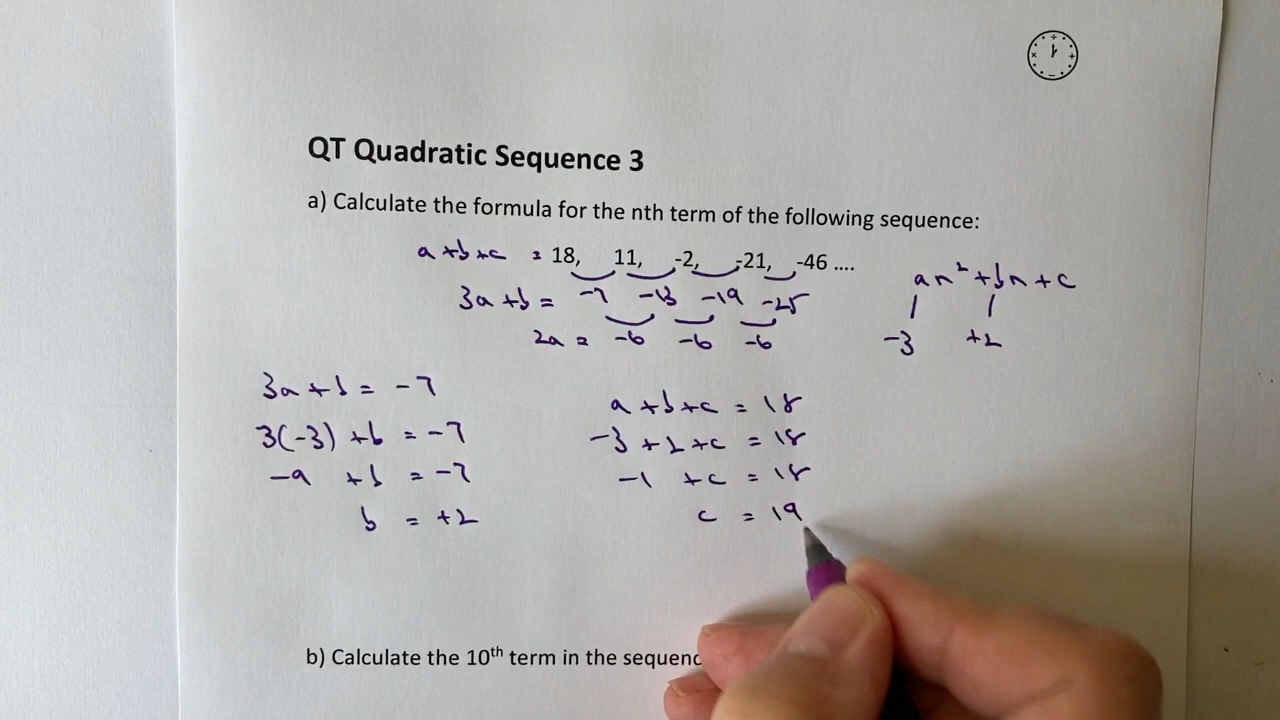 QT Quadratic Sequence 3
a) Calculate the formula for the nth term of the following sequence:
a+b+c = 18, 11, -2, -21, -46 ....
an²+bn+c
3a+b = -7 -13 -19 -25
-3 +2
2a = -6 -6 -6
3a+b = -7
3(-3) +b = -7
-9 +b = -7
b = +2
a+b+c = 18
-3+2+c = 18
-1 +c = 18
c = 19
b) Calculate the 10th term in the